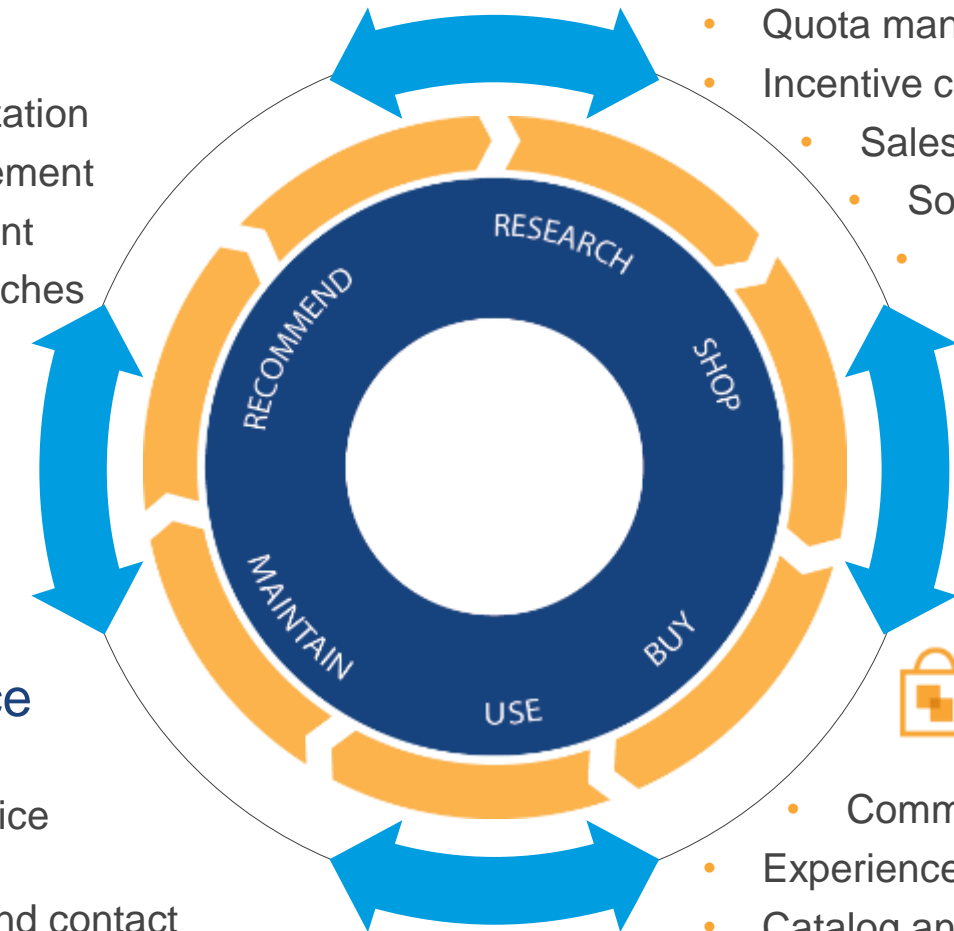 Quota man
Incentive c
Sales
So
tation
ement
nt
ches
RESEARCH
SHOP
BUY
USE
MAINTAIN
RECOMMEND
ce
ice
nd contact
Comm
Experience
Catalog an